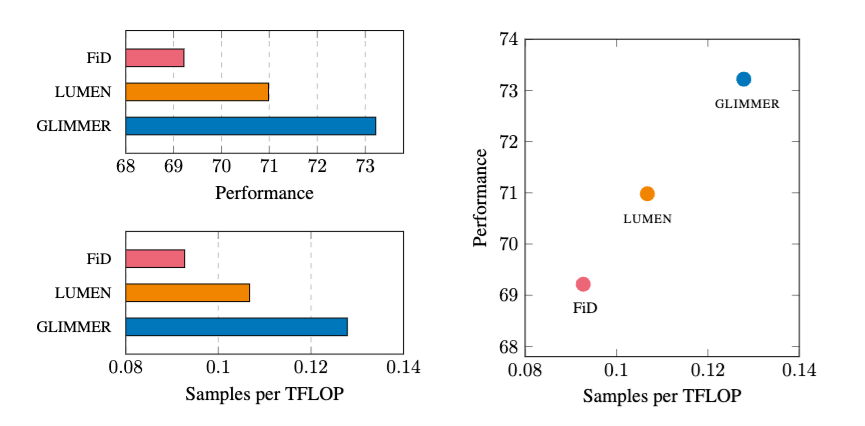 FiD
LUMEN
GLIMMER
68 69 70 71 72 73
Performance
FiD
LUMEN
GLIMMER
0.08 0.1 0.12 0.14
Samples per TFLOP
74
73
72
71
70
69
68
Performance
GLIMMER
LUMEN
FiD
0.08 0.1 0.12 0.14
Samples per TFLOP